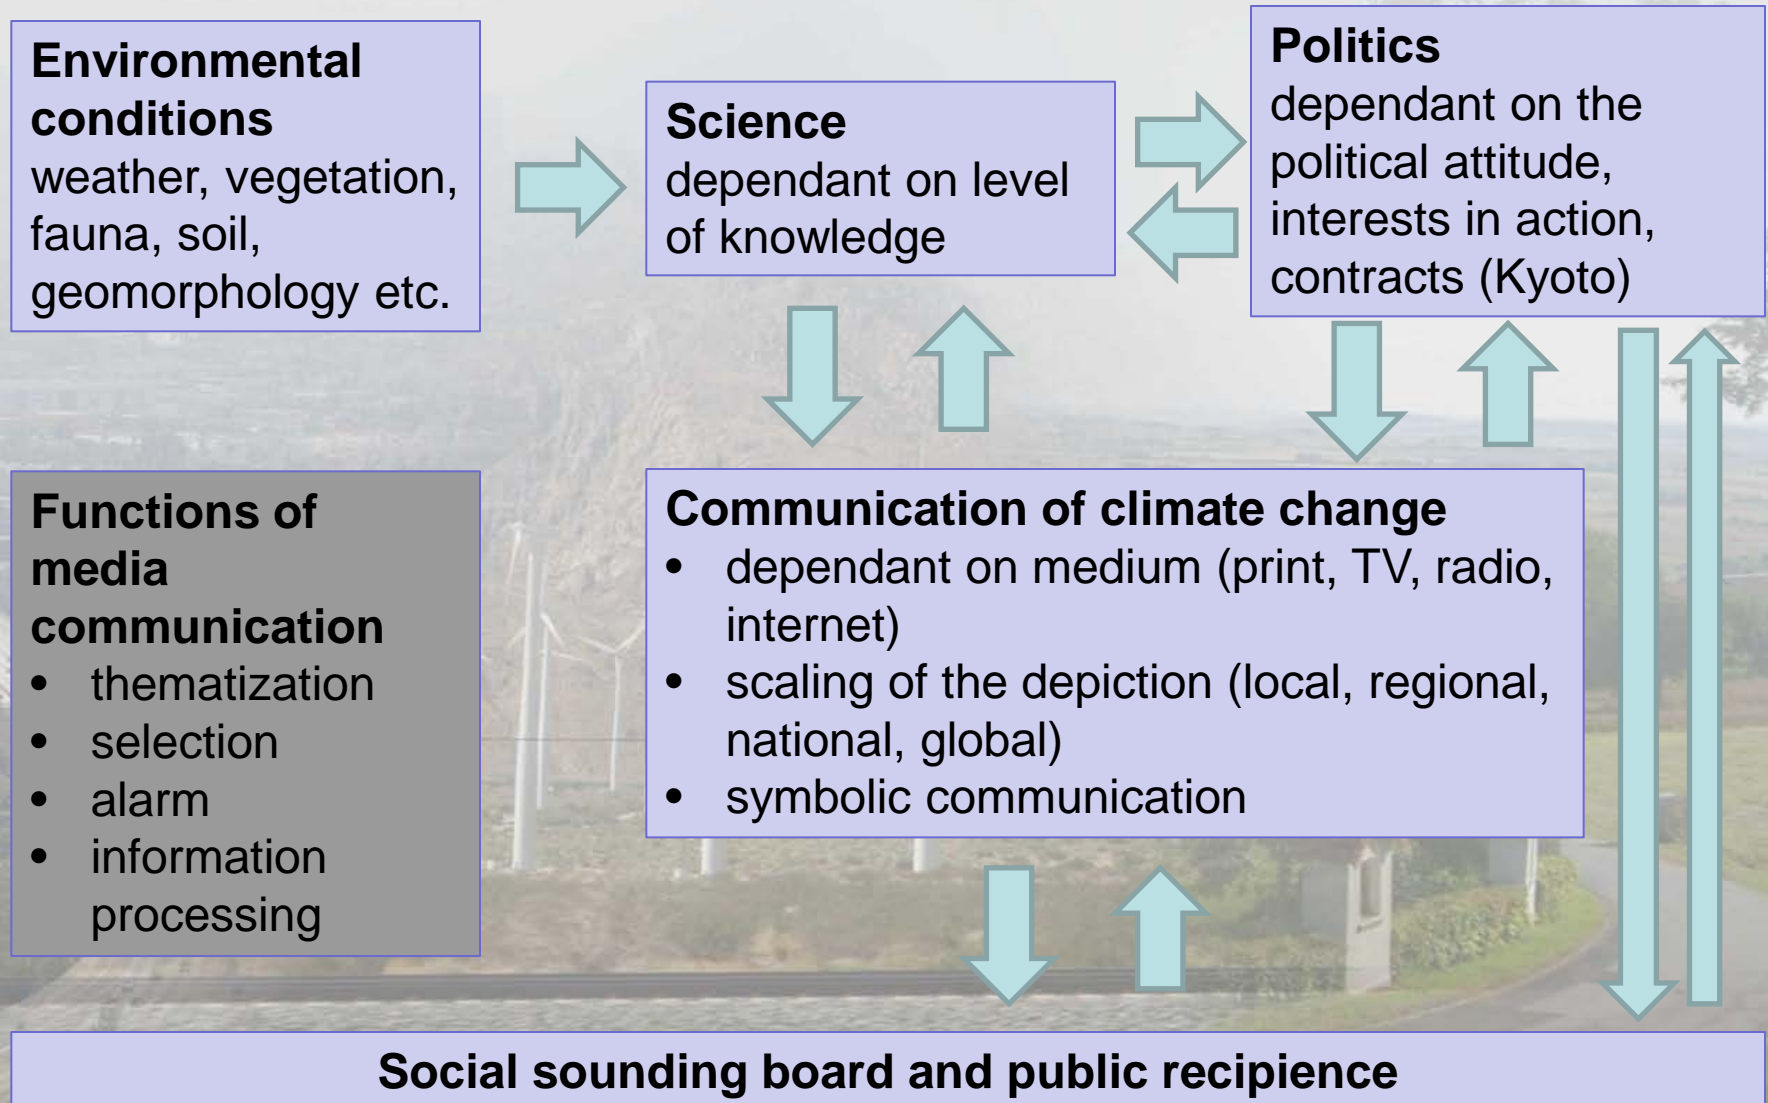 Environmental
conditions
weather, vegetation,
fauna, soil,
geomorphology etc.
Science
dependant on level
of knowledge
Politics
dependant on the
political attitude,
interests in action,
contracts (Kyoto)
Functions of
media
communication
• thematization
• selection
• alarm
• information
processing
Communication of climate change
• dependant on medium (print, TV, radio,
internet)
• scaling of the depiction (local, regional,
national, global)
• symbolic communication
Social sounding board and public recipience